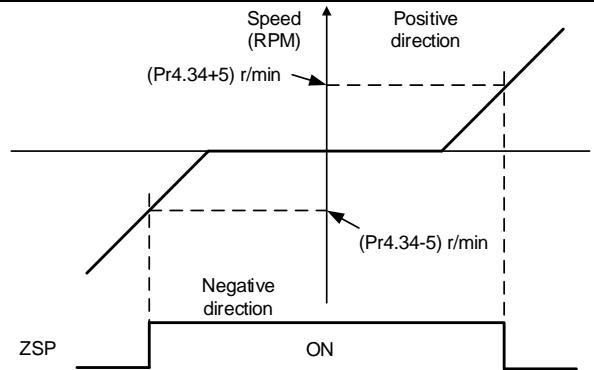 Speed
(RPM)
Positive
direction
(Pr4.34+5) r/min
(Pr4.34-5) r/min
Negative
direction
ZSP
ON